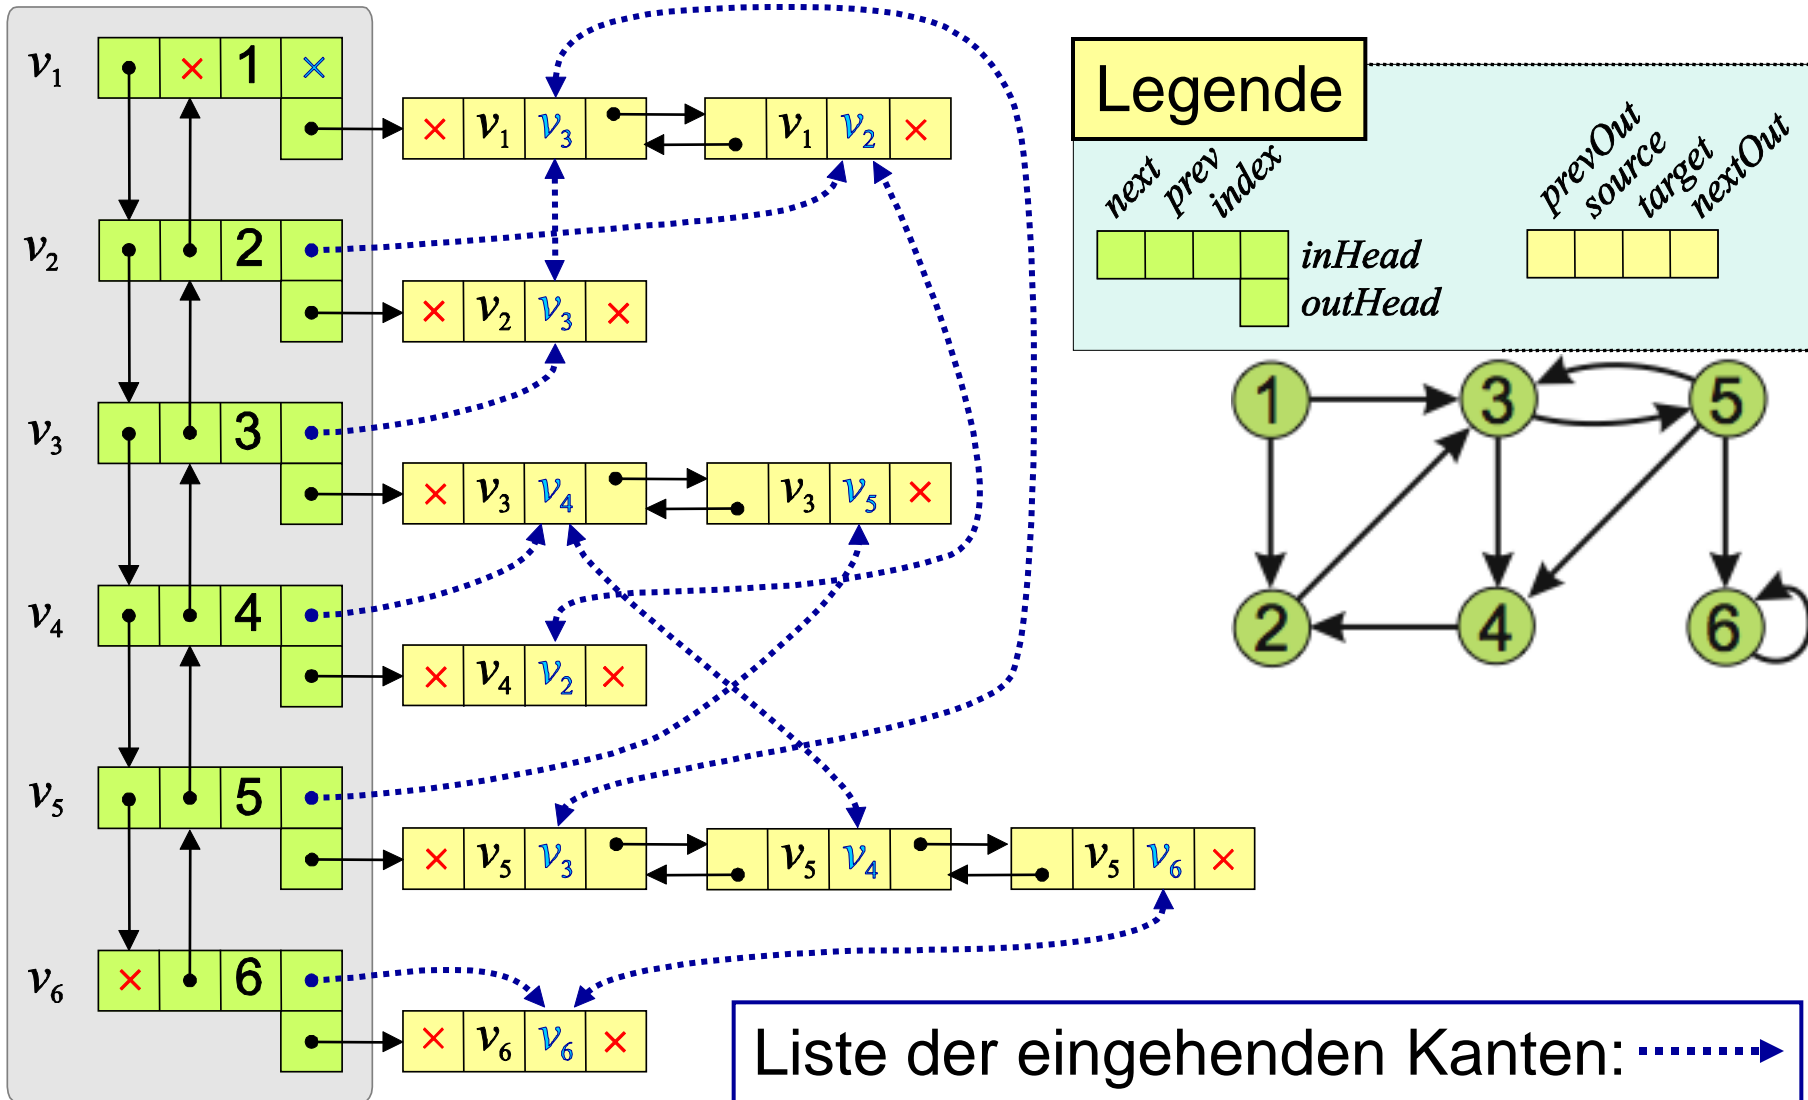 v1 × 1 ×
× v1 v3 v1 v2 ×
v2 2
× v2 v3 ×
v3 3
× v3 v4 v3 v5 ×
v4 4
× v4 v2 ×
v5 5
× v5 v3 v5 v4 v5 v6 ×
v6 × 6
× v6 v6 ×
Legende
next prev index
inHead
outHead
prevOut source target nextOut
1 3 5
2 4 6
Liste der eingehenden Kanten: